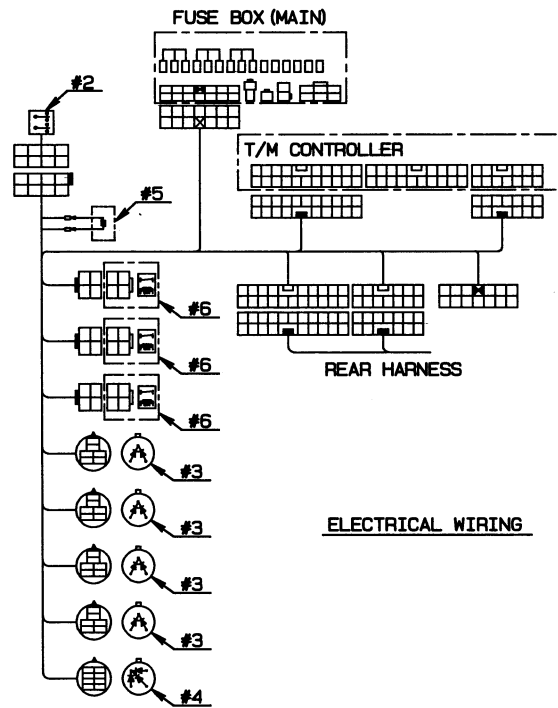 FUSE BOX (MAIN)
#2
T/M CONTROLLER
#5
#6
#6
REAR HARNESS
#6
#3
#3
ELECTRICAL WIRING
#3
#3
#4